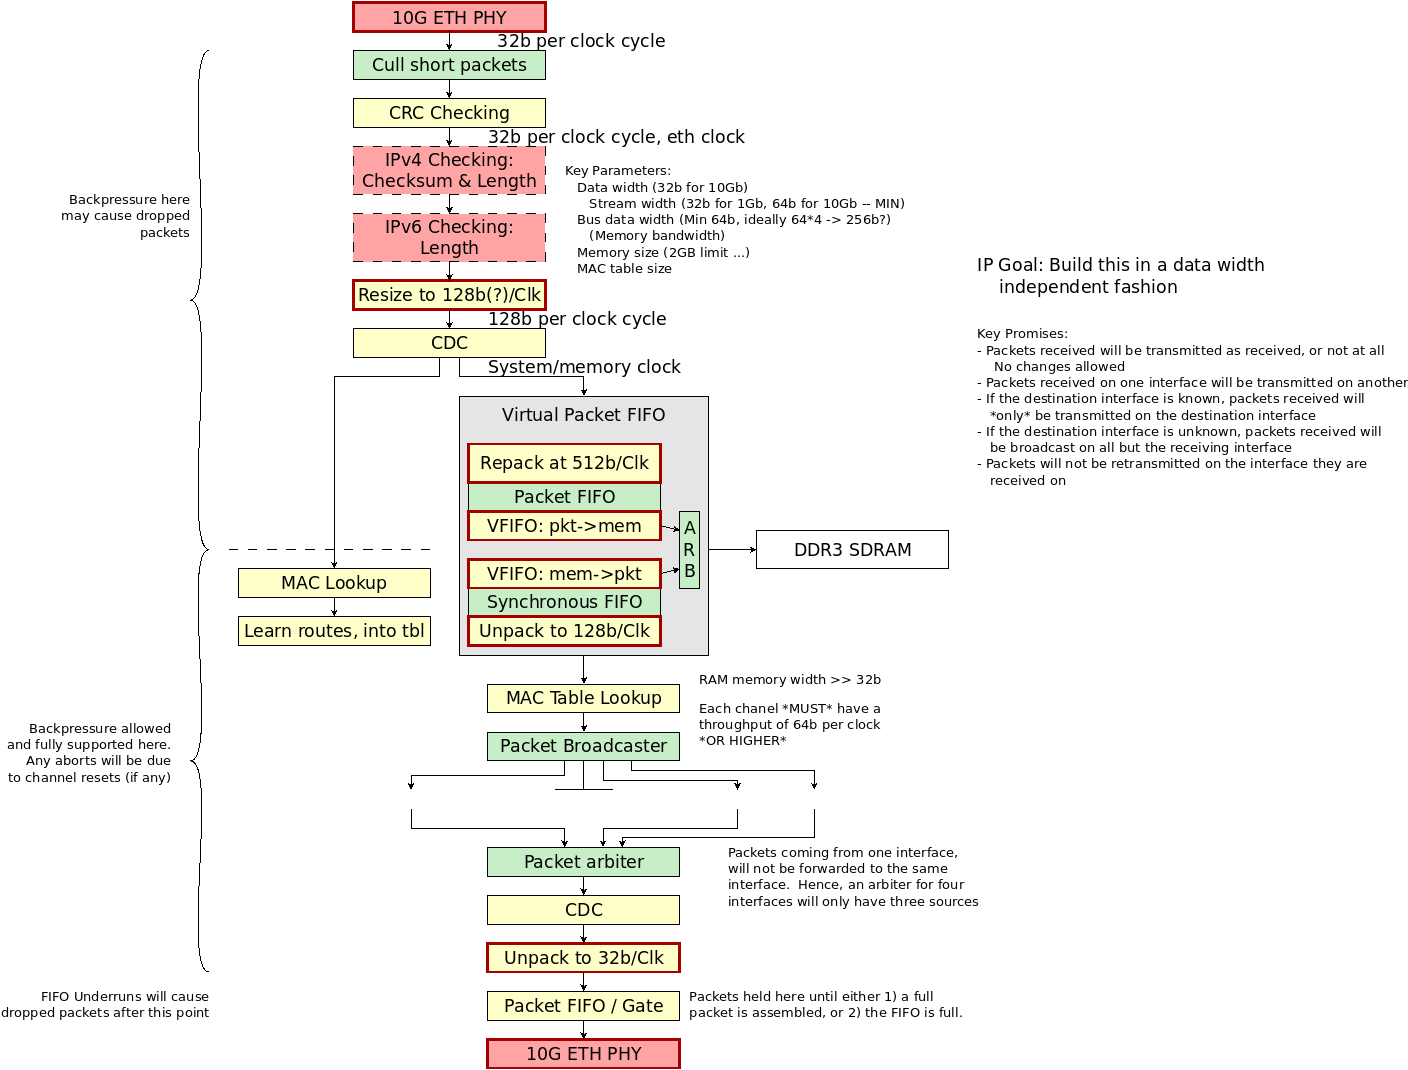 10G ETH PHY
32b per clock cycle
Cull short packets
CRC Checking
32b per clock cycle, eth clock
IPv4 Checking:
Checksum & Length
IPv6 Checking:
Length
Resize to 128b(?)/Clk
128b per clock cycle
CDC
System/memory clock
Backpressure here
may cause dropped
packets
Key Parameters:
Data width (32b for 10Gb)
Stream width (32b for 1Gb, 64b for 10Gb -- MIN)
Bus data width (Min 64b, ideally 64*4 -> 256b?)
(Memory bandwidth)
Memory size (2GB limit ...)
MAC table size
IP Goal: Build this in a data width
independent fashion
Key Promises:
- Packets received will be transmitted as received, or not at all
No changes allowed
- Packets received on one interface will be transmitted on another
- If the destination interface is known, packets received will
*only* be transmitted on the destination interface
- If the destination interface is unknown, packets received will
be broadcast on all but the receiving interface
- Packets will not be retransmitted on the interface they are
received on
Virtual Packet FIFO
Repack at 512b/Clk
Packet FIFO
VFIFO: pkt->mem
VFIFO: mem->pkt
Synchronous FIFO
Unpack to 128b/Clk
A
R
B
DDR3 SDRAM
MAC Lookup
Learn routes, into tbl
MAC Table Lookup
Packet Broadcaster
RAM memory width >> 32b
Each chanel *MUST* have a
throughput of 64b per clock
*OR HIGHER*
Backpressure allowed
and fully supported here.
Any aborts will be due
to channel resets (if any)
Packet arbiter
Packets coming from one interface,
will not be forwarded to the same
interface.  Hence, an arbiter for four
interfaces will only have three sources
CDC
Unpack to 32b/Clk
FIFO Underruns will cause
dropped packets after this point
Packet FIFO / Gate
Packets held here until either 1) a full
packet is assembled, or 2) the FIFO is full.
10G ETH PHY